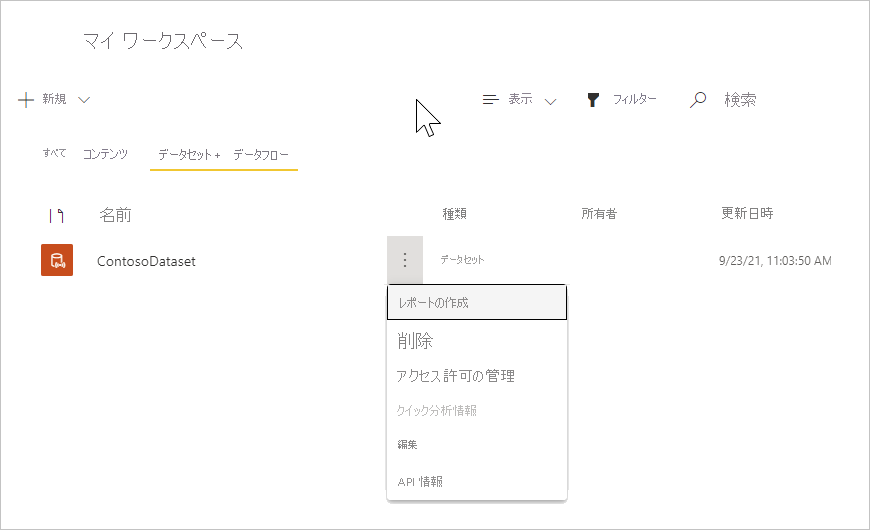 マイ ワークスペース
新規 表示 フィルター 検索
すべて コンテンツ データセット + データフロー
名前 種類 所有者 更新日時
ContosoDataset データセット 9/23/21, 11:03:50 AM
レポートの作成
削除
アクセス許可の管理
クイック分析情報
編集
API 情報